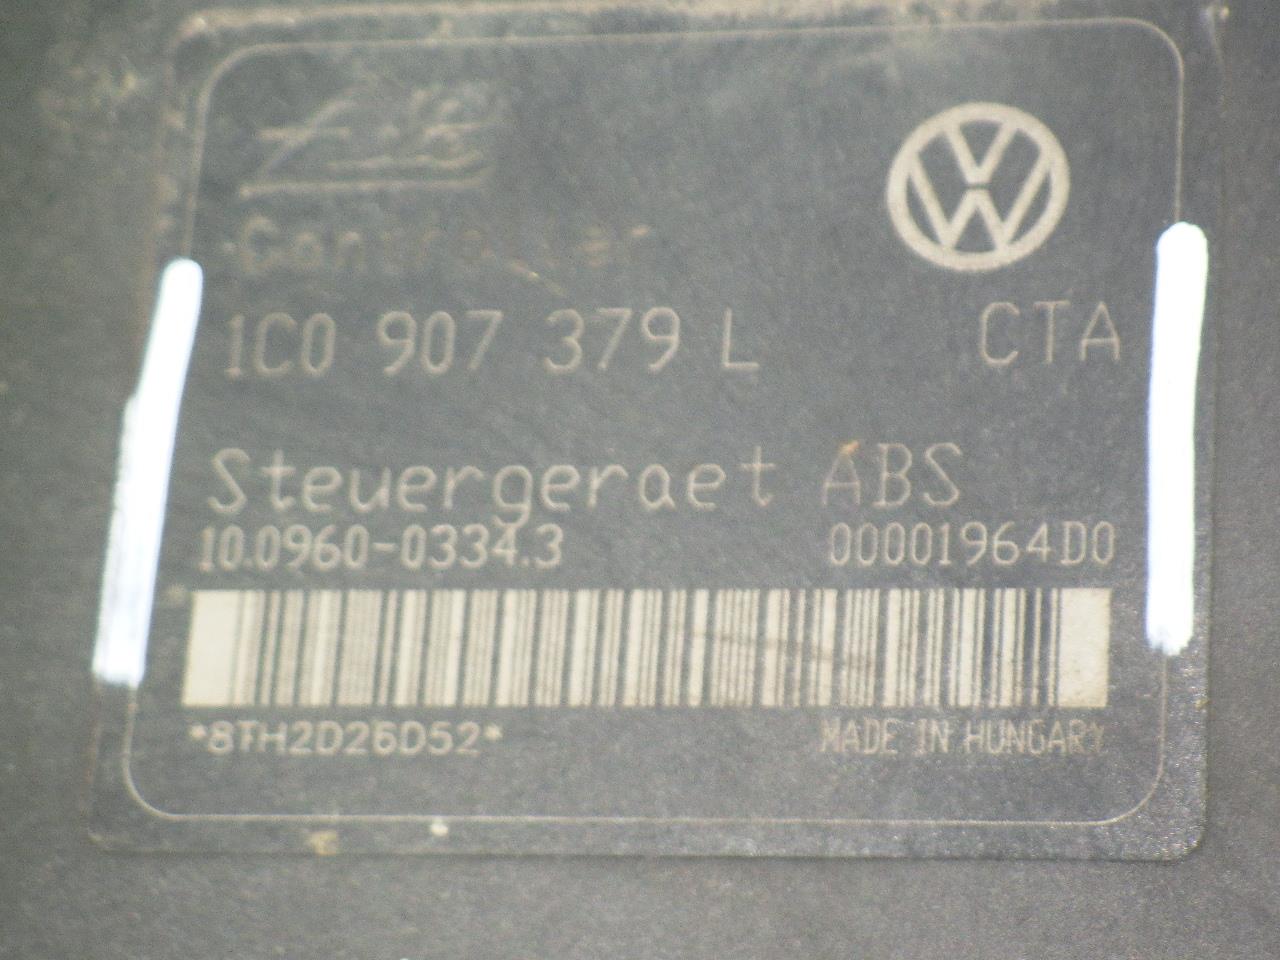 1C0 907 379 L CTA
Steuergeraet ABS
10.0960-0334.3 00001964D0
*8TH2D26D52*
MADE IN HUNGARY